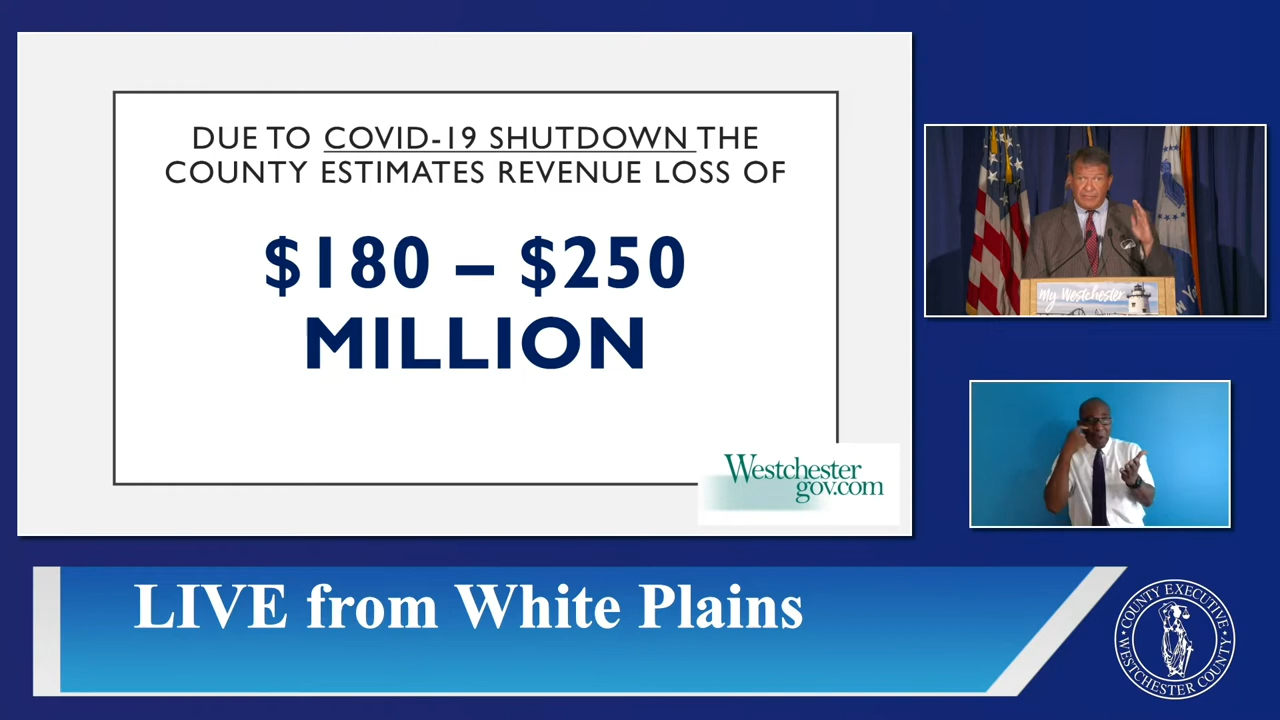 DUE TO COVID-19 SHUTDOWN THE
COUNTY ESTIMATES REVENUE LOSS OF
$180 – $250
MILLION
Westchester
gov.com
My Westchester
LIVE from White Plains
COUNTY EXECUTIVE
WESTCHESTER COUNTY